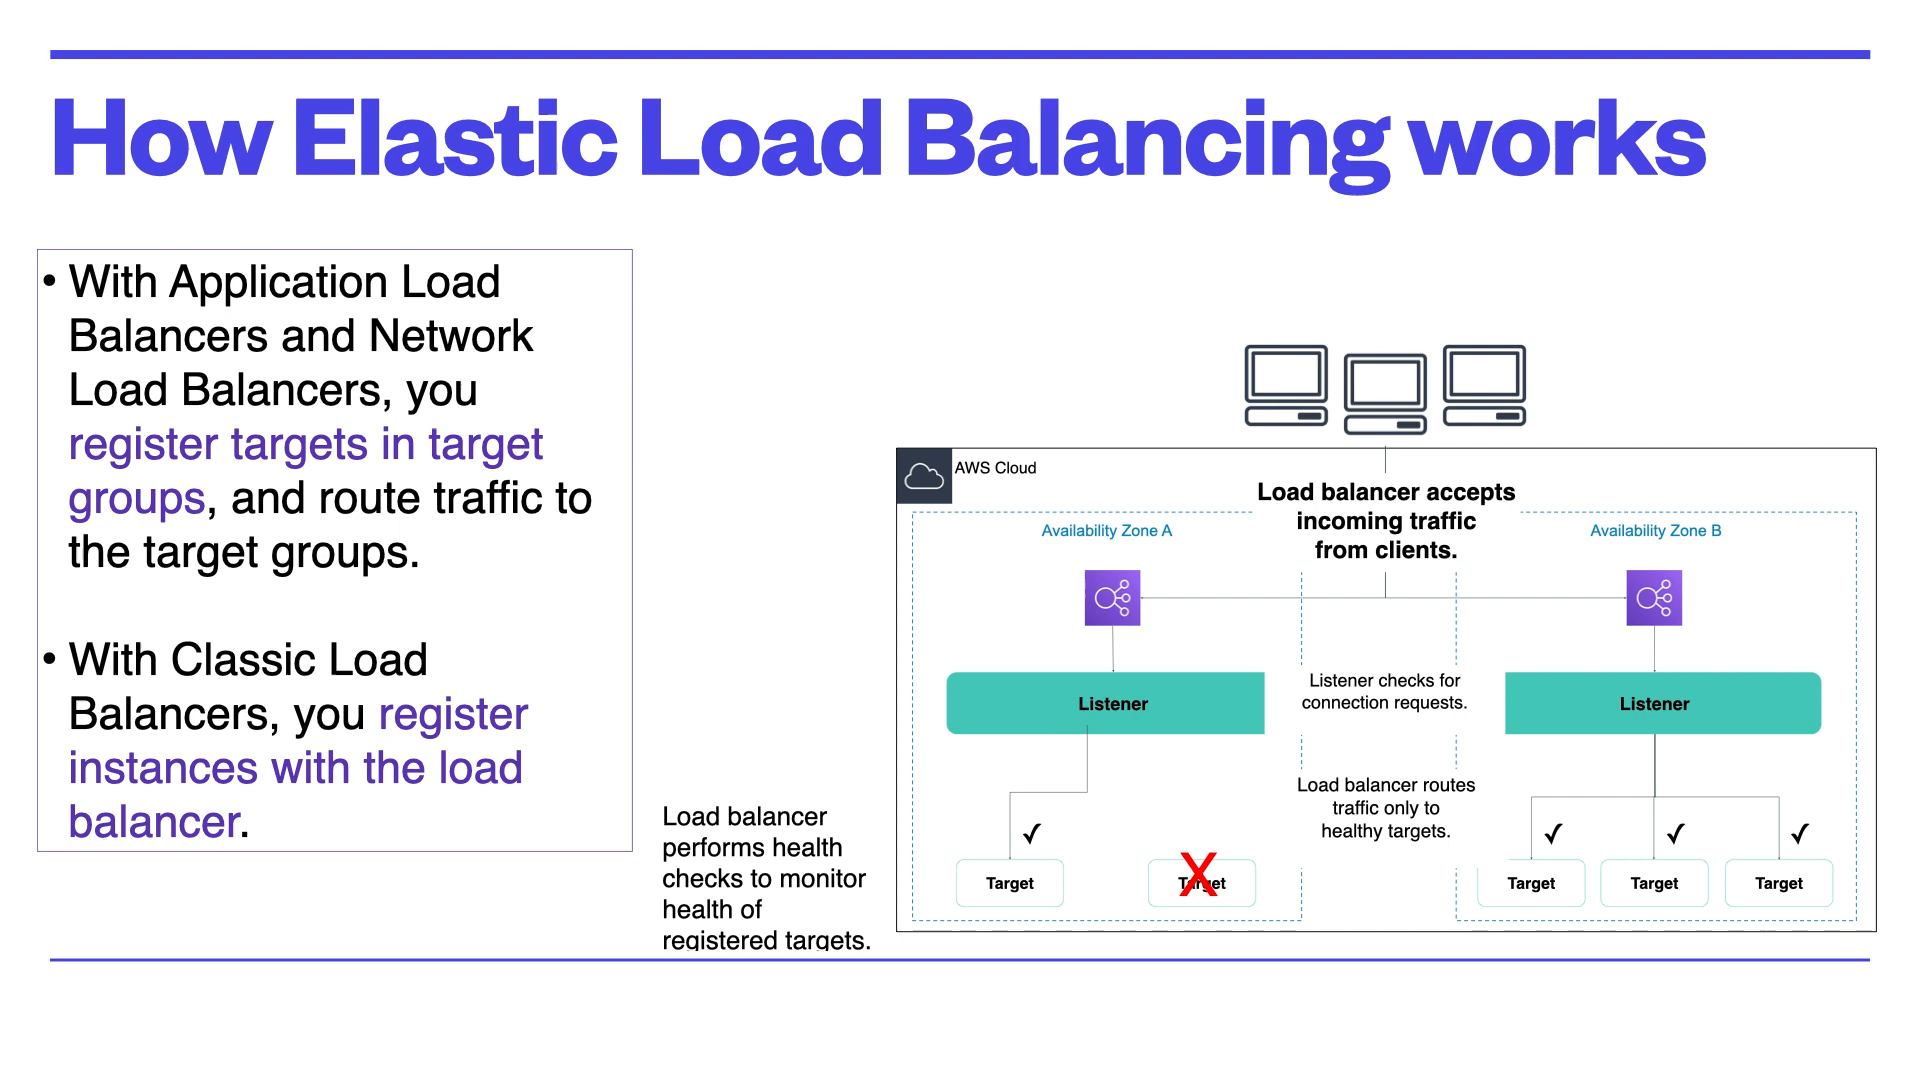 How Elastic Load Balancing works
• With Application Load
Balancers and Network
Load Balancers, you
register targets in target
groups, and route traffic to
the target groups.
• With Classic Load
Balancers, you register
instances with the load
balancer.
Load balancer
performs health
checks to monitor
health of
registered targets.
AWS Cloud
Load balancer accepts
incoming traffic
from clients.
Availability Zone A
Availability Zone B
Listener
Listener checks for
connection requests.
Listener
Load balancer routes
traffic only to
healthy targets.
Target
Target
X
Target
Target
Target